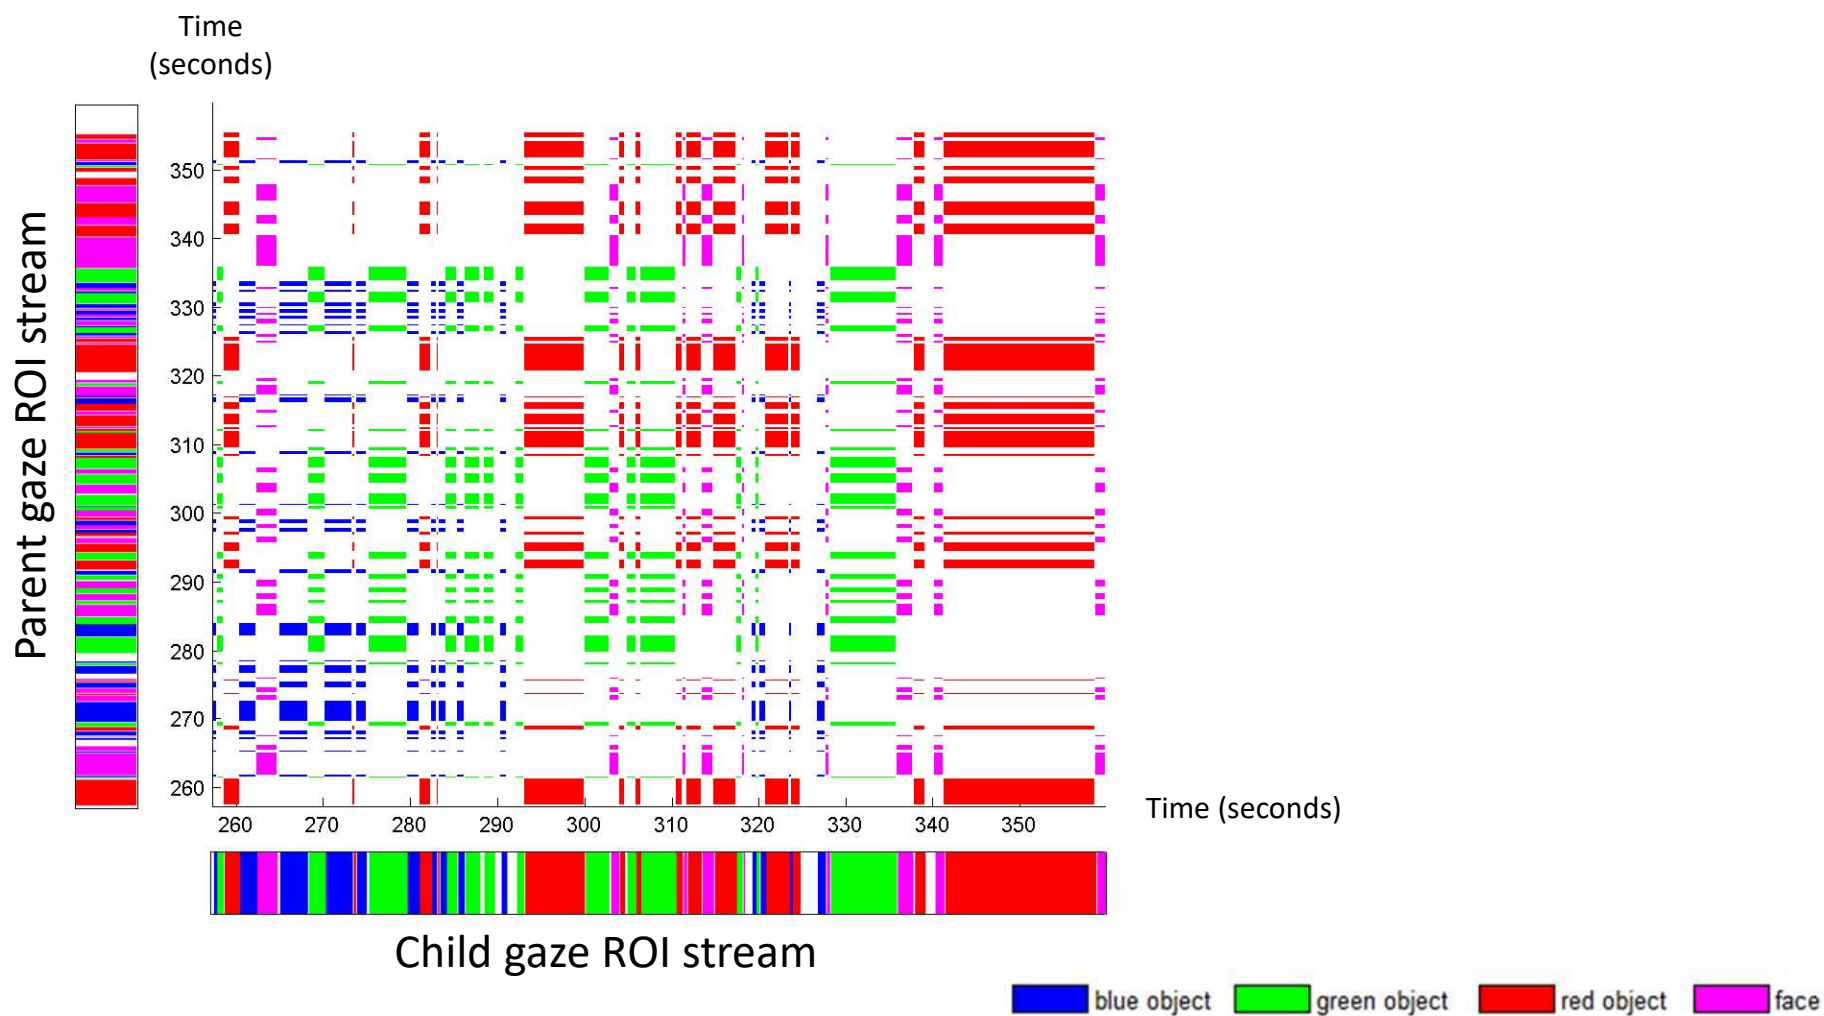 Time
(seconds)
Parent gaze ROI stream
350
340
330
320
310
300
290
280
270
260
260 270 280 290 300 310 320 330 340 350
Time (seconds)
Child gaze ROI stream
blue object green object red object face